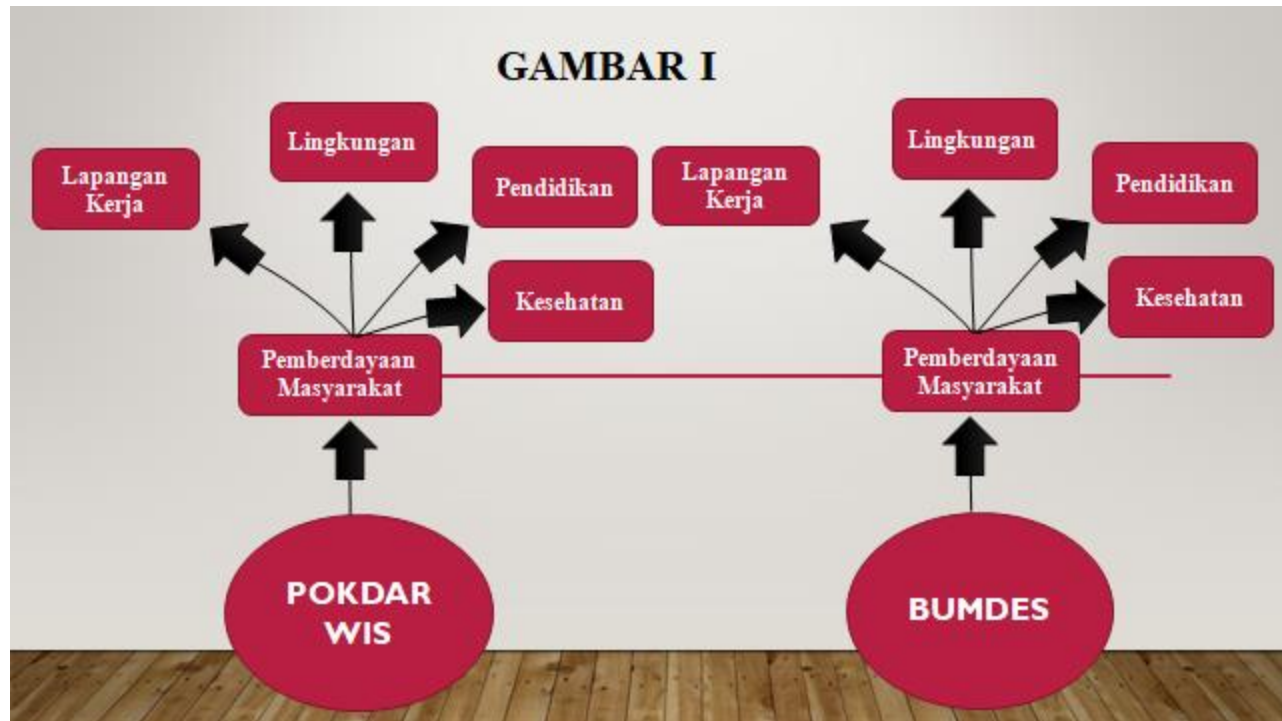 GAMBAR I
Lapangan
Kerja
Lingkungan
Pendidikan
Kesehatan
Pemberdayaan
Masyarakat
POKDAR
WIS
Lapangan
Kerja
Lingkungan
Pendidikan
Kesehatan
Pemberdayaan
Masyarakat
BUMDES